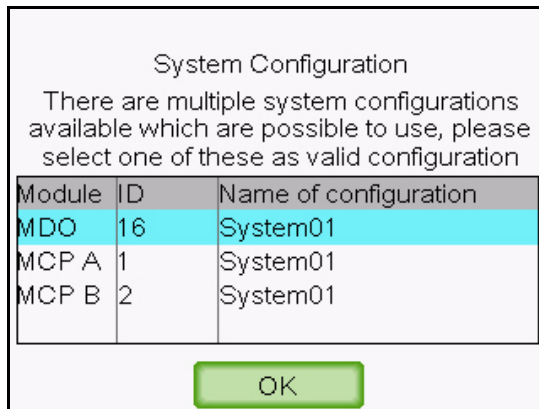 System Configuration
There are multiple system configurations
available which are possible to use, please
select one of these as valid configuration
Module ID Name of configuration
MDO 16 System01
MCP A 1 System01
MCP B 2 System01
OK